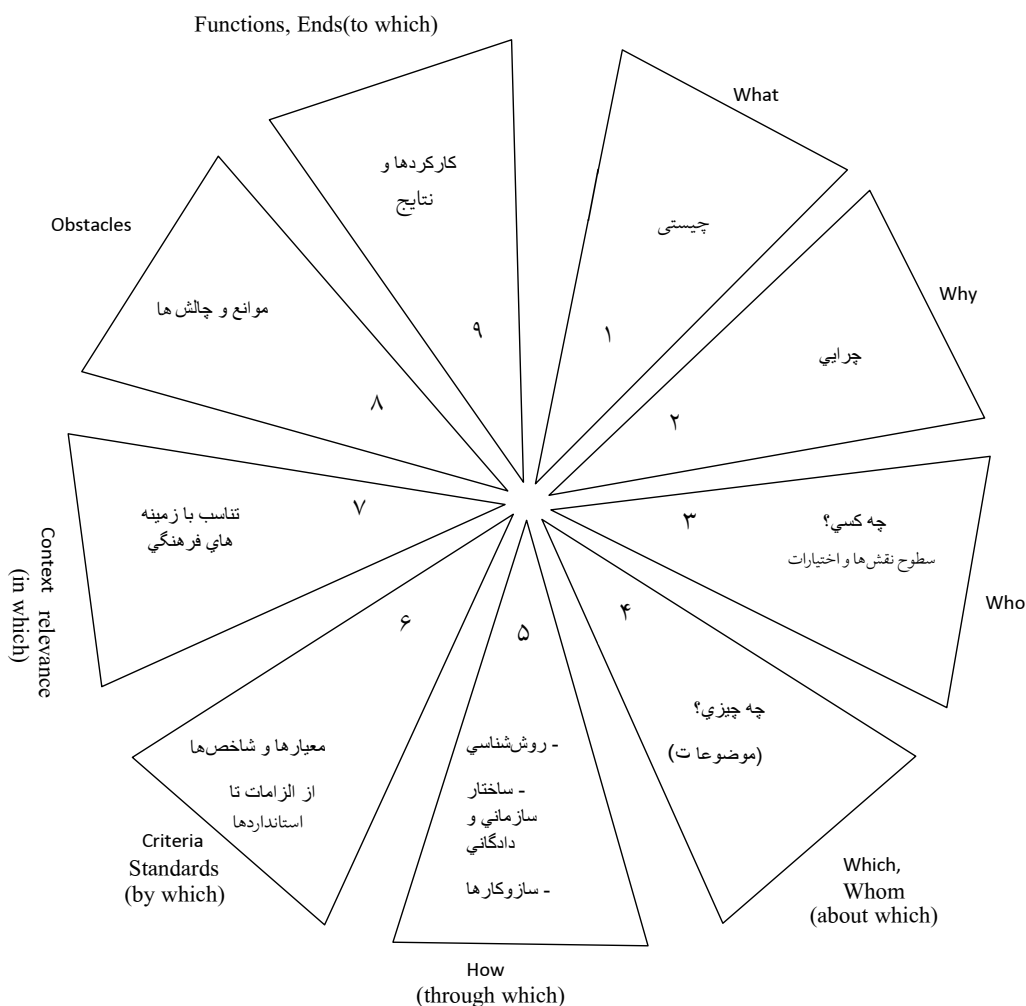 Functions, Ends(to which)
What
چیستی
۱
Why
چرایي
۲
Who
چه کسي؟
سطوح نقش‌ها و اختیارات
۳
Which,
Whom
(about which)
چه چیزي؟
(موضوعا ت)
۴
How
(through which)
- روش‌شناسي
- ساختار
سازماني و
دادگاني
- سازوکارها
۵
Criteria
Standards
(by which)
معیارها و شاخص‌ها
از الزامات تا
استانداردها
۶
Context relevance
(in which)
تناسب با زمینه
هاي فرهنگي
۷
Obstacles
موانع و چالش ها
۸
کارکردها و
نتایج
۹